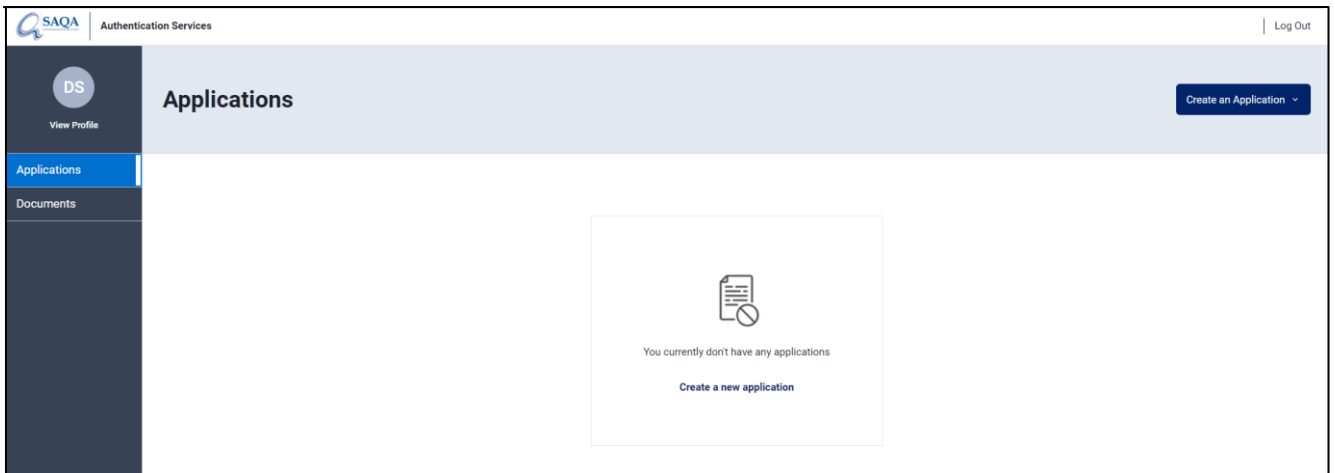 SAQA
Authentication Services
Log Out
DS
View Profile
Applications
Create an Application
Applications
Documents
You currently don't have any applications
Create a new application